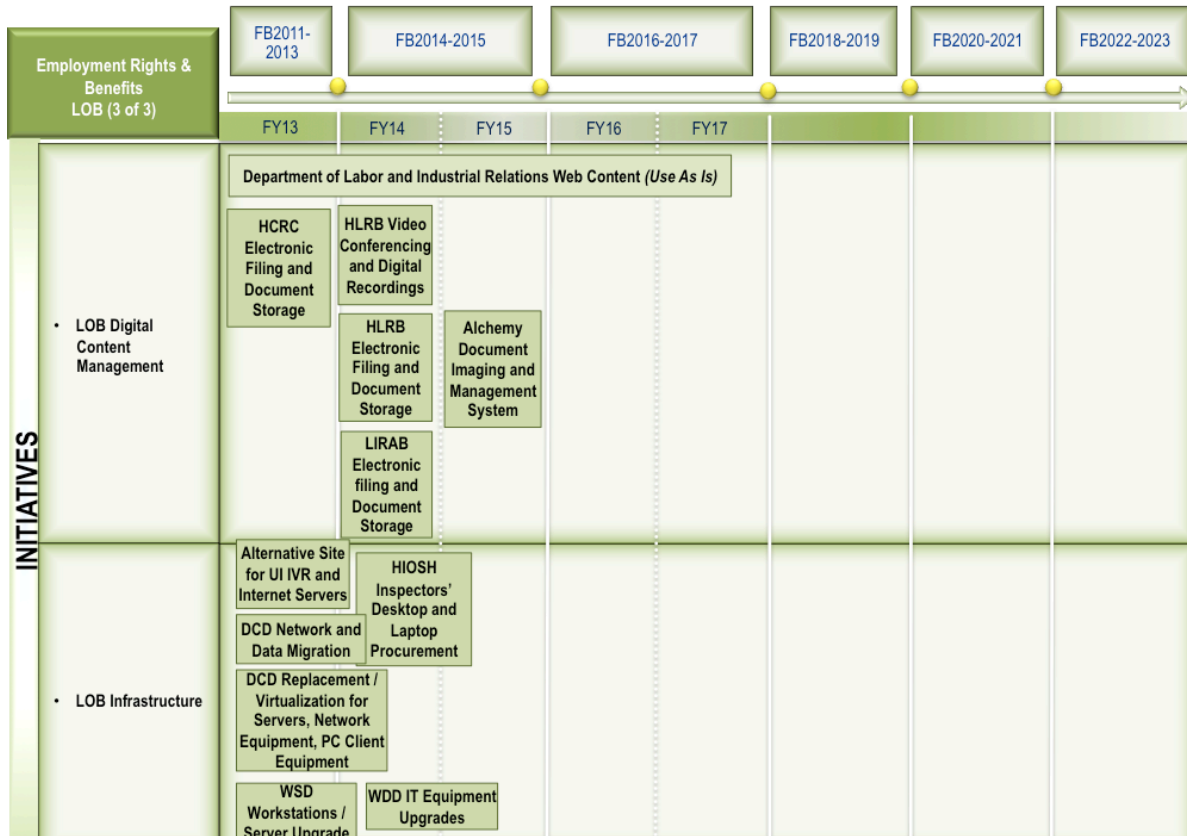 Employment Rights &
Benefits
LOB (3 of 3)
FB2011-
2013
FB2014-2015
FB2016-2017
FB2018-2019
FB2020-2021
FB2022-2023
FY13
FY14
FY15
FY16
FY17
INITIATIVES
• LOB Digital
Content
Management
Department of Labor and Industrial Relations Web Content (Use As Is)
HCRC
Electronic
Filing and
Document
Storage
HLRB Video
Conferencing
and Digital
Recordings
HLRB
Electronic
Filing and
Document
Storage
Alchemy
Document
Imaging and
Management
System
LIRAB
Electronic
filing and
Document
Storage
• LOB Infrastructure
Alternative Site
for UI IVR and
Internet Servers
HIOSH
Inspectors'
Desktop and
Laptop
Procurement
DCD Network and
Data Migration
DCD Replacement /
Virtualization for
Servers, Network
Equipment, PC Client
Equipment
WSD
Workstations /
Server Upgrade
WDD IT Equipment
Upgrades